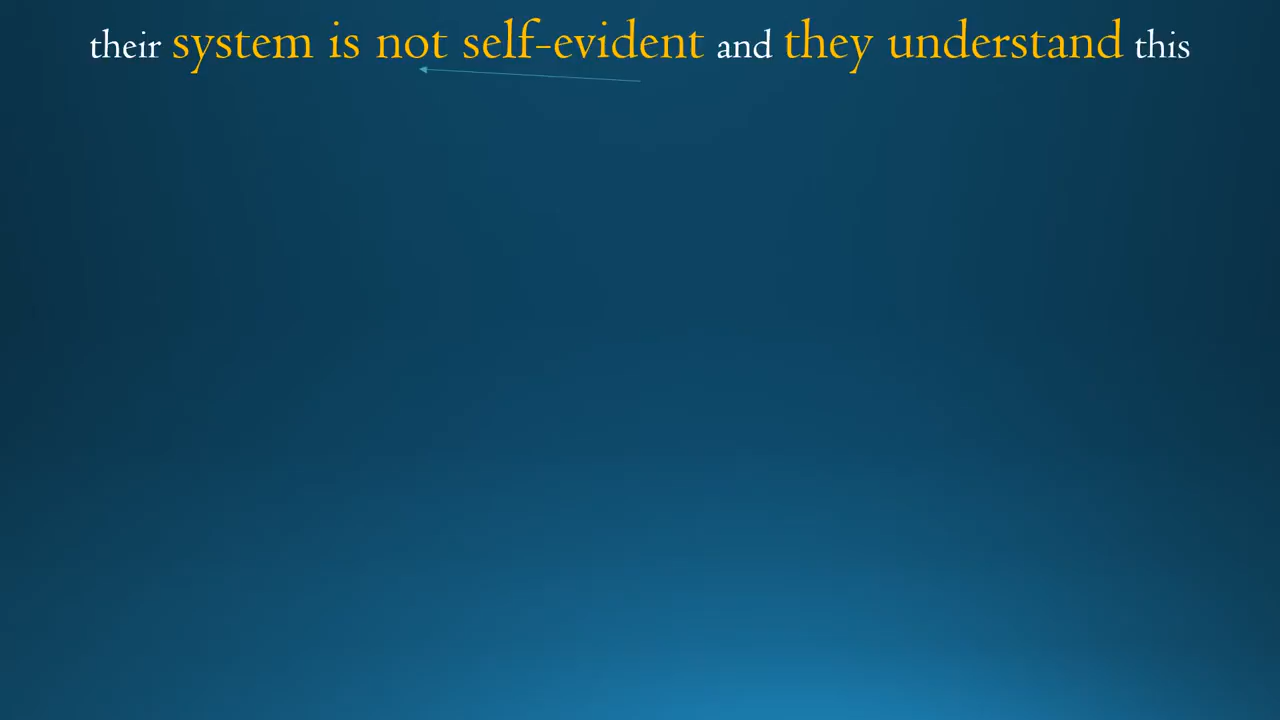 their system is not self-evident and they understand this